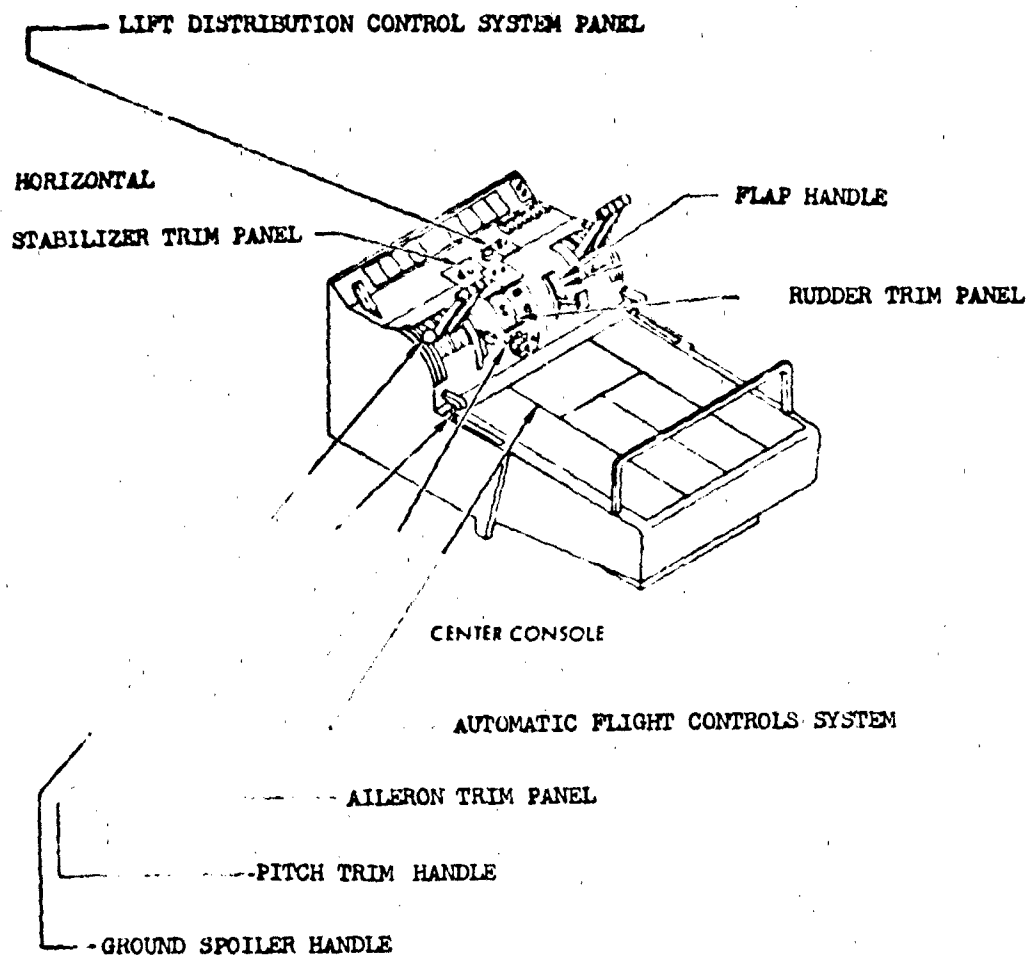 LIFT DISTRIBUTION CONTROL SYSTEM PANEL
HORIZONTAL
STABILIZER TRIM PANEL
FLAP HANDLE
RUDDER TRIM PANEL
CENTER CONSOLE
AUTOMATIC FLIGHT CONTROLS SYSTEM
AILERON TRIM PANEL
PITCH TRIM HANDLE
GROUND SPOILER HANDLE